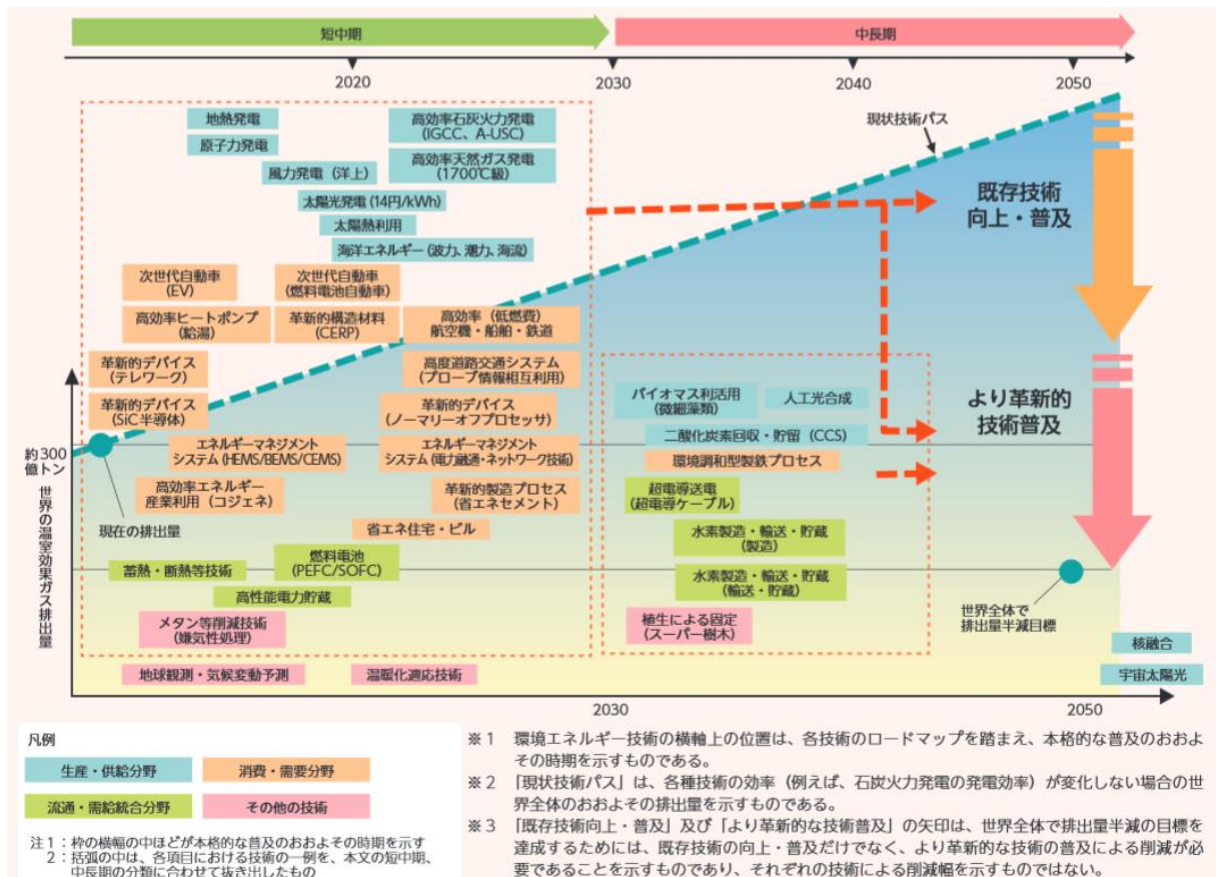 短中期
中長期
2020
2030
2040
2050
地熱発電
高効率石炭火力発電
(IGCC、A-USC)
原子力発電
現状技術パス
風力発電（洋上）
高効率天然ガス発電
(1700℃級)
太陽光発電（14円/kWh）
太陽熱利用
海洋エネルギー（波力、潮力、海流）
既存技術
向上・普及
次世代自動車
(EV)
次世代自動車
(燃料電池自動車)
高効率ヒートポンプ
(給湯)
革新的構造材料
(CERP)
高効率（低燃費）
航空機・船舶・鉄道
革新的デバイス
(テレワーク)
高度道路交通システム
(プローブ情報相互利用)
革新的デバイス
(SiC半導体)
革新的デバイス
(ノーマリーオフプロセッサ)
バイオマス利活用
(微細藻類)
人工光合成
より革新的
技術普及
約300
億トン
エネルギーマネジメント
システム(HEMS/BEMS/CEMS)
エネルギーマネジメント
システム(電力融通・ネットワーク技術)
二酸化炭素回収・貯留（CCS）
環境調和型製鉄プロセス
世界の温室効果ガス排出量
現在の排出量
高効率エネルギー
産業利用（コジェネ）
革新的製造プロセス
(省エネセメント)
超電導送電
(超電導ケーブル)
省エネ住宅・ビル
水素製造・輸送・貯蔵
(製造)
蓄熱・断熱等技術
燃料電池
(PEFC/SOFC)
水素製造・輸送・貯蔵
(輸送・貯蔵)
高性能電力貯蔵
世界全体で
排出量半減目標
メタン等削減技術
(嫌気性処理)
植生による固定
(スーパー樹木)
核融合
地球観測・気候変動予測
温暖化適応技術
宇宙太陽光
2030
2050
凡例
生産・供給分野
消費・需要分野
流通・需給統合分野
その他の技術
注1：枠の横幅の中ほどが本格的な普及のおおよその時期を示す
2：括弧の中は、各項目における技術の一例を、本文の短中期、
中長期の分類に合わせて抜き出したもの
※1 環境エネルギー技術の横軸上の位置は、各技術のロードマップを踏まえ、本格的な普及のおおよ
その時期を示すものである。
※2 「現状技術パス」は、各種技術の効率（例えば、石炭火力発電の発電効率）が変化しない場合の世
界全体のおおよその排出量を示すものである。
※3 「既存技術向上・普及」及び「より革新的な技術普及」の矢印は、世界全体で排出量半減の目標を
達成するためには、既存技術の向上・普及だけでなく、より革新的な技術の普及による削減が必
要であることを示すものであり、それぞれの技術による削減幅を示すものではない。